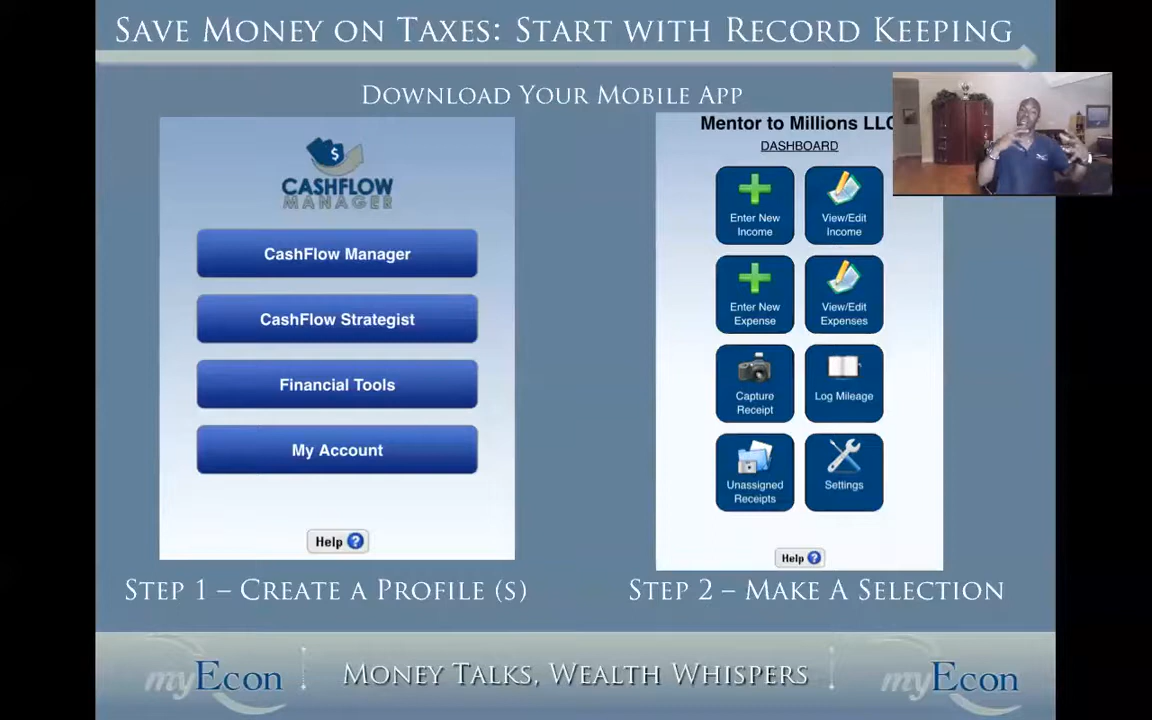 Save Money on Taxes: Start with Record Keeping
Download Your Mobile App
CASHFLOW
MANAGER
CashFlow Manager
CashFlow Strategist
Financial Tools
My Account
Help ?
Step 1 – Create a Profile (s)
Mentor to Millions LLC
DASHBOARD
Enter New
Income
View/Edit
Income
Enter New
Expense
View/Edit
Expenses
Capture
Receipt
Log Mileage
Unassigned
Receipts
Settings
Help ?
Step 2 – Make A Selection
myEcon
Money Talks, Wealth Whispers
myEcon